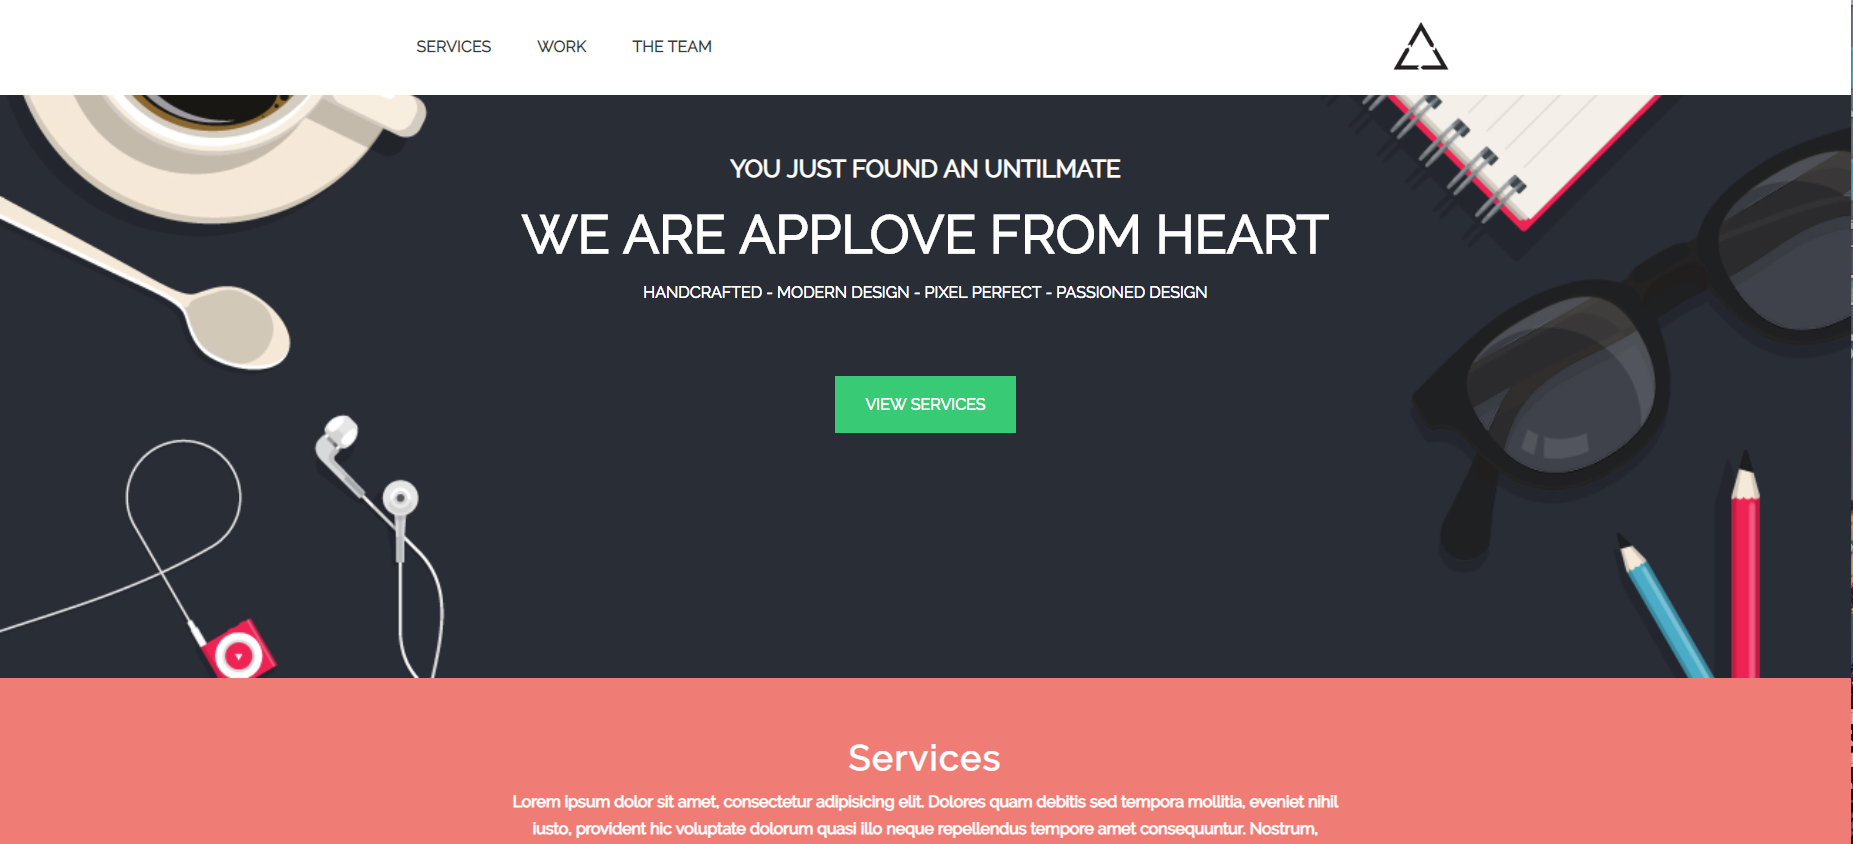 SERVICES WORK THE TEAM
YOU JUST FOUND AN UNTILMATE
WE ARE APPLOVE FROM HEART
HANDCRAFTED - MODERN DESIGN - PIXEL PERFECT - PASSIONED DESIGN
VIEW SERVICES
Services
Lorem ipsum dolor sit amet, consectetur adipisicing elit. Dolores quam debitis sed tempora mollitia, eveniet nihil
iusto, provident hic voluptate dolorum quasi illo neque repellendus tempore amet consequuntur. Nostrum,